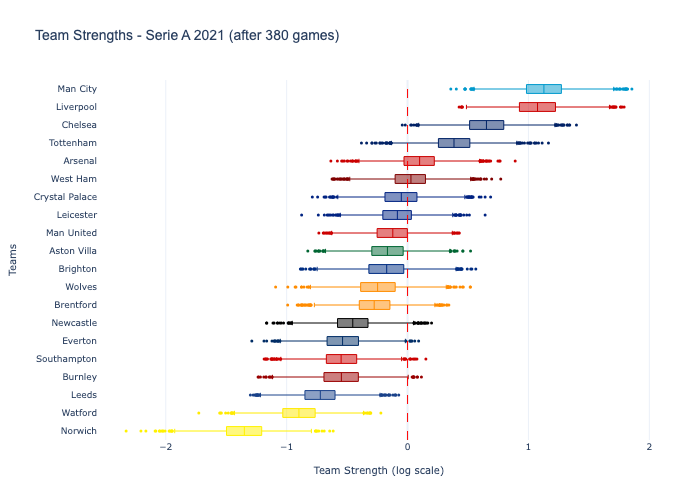 Team Strengths - Serie A 2021 (after 380 games)
Teams
Man City
Liverpool
Chelsea
Tottenham
Arsenal
West Ham
Crystal Palace
Leicester
Man United
Aston Villa
Brighton
Wolves
Brentford
Newcastle
Everton
Southampton
Burnley
Leeds
Watford
Norwich
−2 −1 0 1 2
Team Strength (log scale)